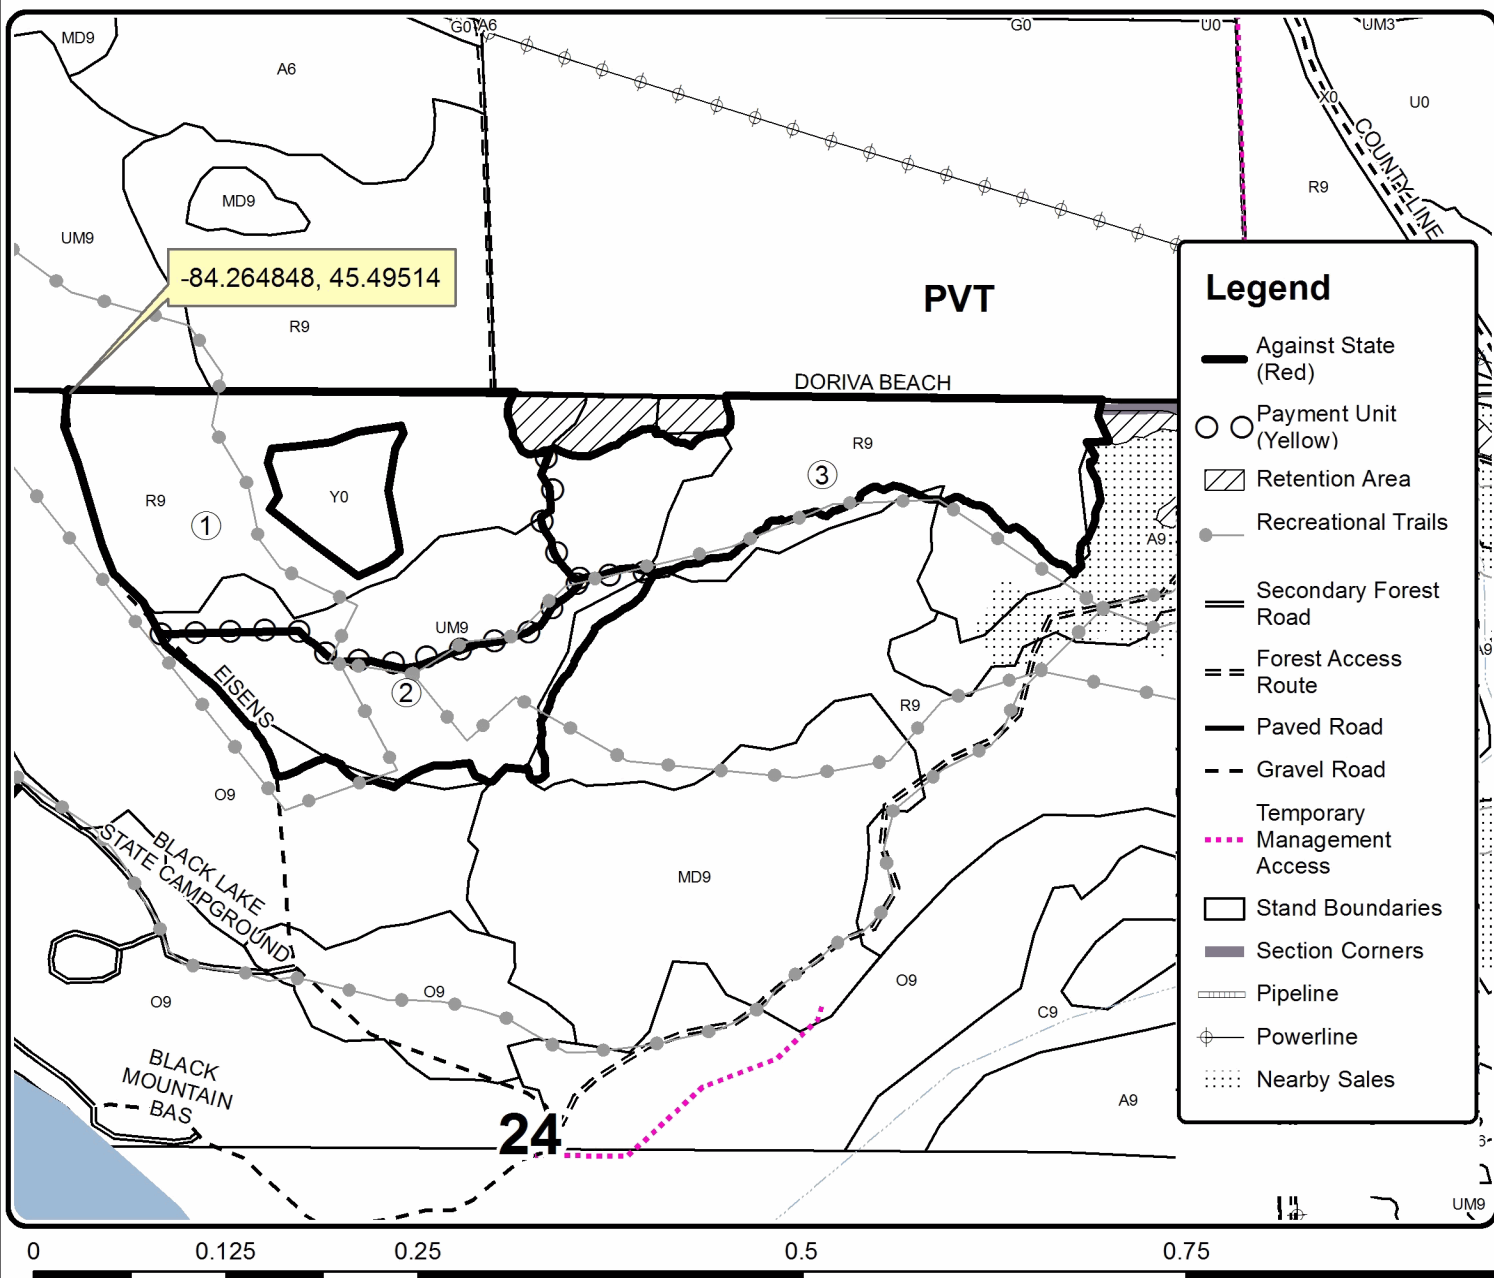 MD9
A6
G0
A6
G0
U0
UM3
X0
U0
COUNTY LINE
R9
MD9
UM9
-84.264848, 45.49514
R9
PVT
DORIVA BEACH
R9
3
R9
1
Y0
A9
UM9
2
EISENS
R9
A9
O9
BLACK LAKE
STATE CAMPGROUND
MD9
O9
O9
O9
C9
BLACK
MOUNTAIN
BAS
24
A9
UM9
Legend
Against State
(Red)
Payment Unit
(Yellow)
Retention Area
Recreational Trails
Secondary Forest
Road
Forest Access
Route
Paved Road
Gravel Road
Temporary
Management
Access
Stand Boundaries
Section Corners
Pipeline
Powerline
Nearby Sales
0
0.125
0.25
0.5
0.75